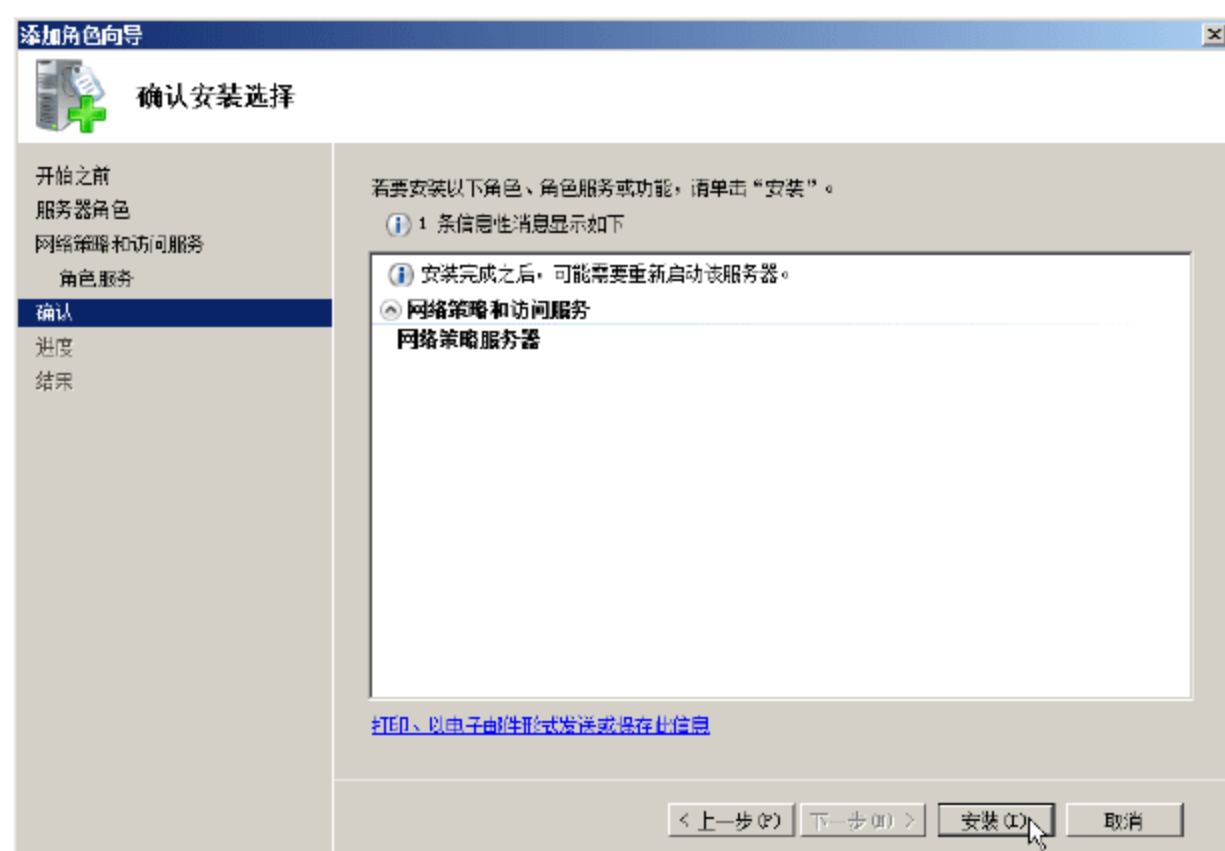 添加角色向导
确认安装选择
开始之前
服务器角色
网络策略和访问服务
角色服务
确认
进度
结果
若要安装以下角色、角色服务或功能，请单击“安装”。
1 条信息性消息显示如下
安装完成之后，可能需要重新启动该服务器。
网络策略和访问服务
网络策略服务器
打印、以电子邮件形式发送或保存此信息
< 上一步(P)
下一步(N) >
安装(I)
取消